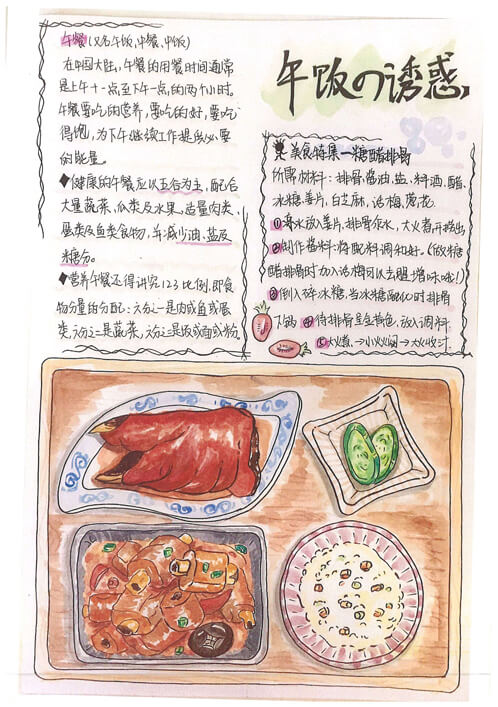 午饭の诱惑
午餐(又名午饭,中餐,中饭)
在中国大陆,午餐的用餐时间通常
是上午十一点至下午一点的两个小时.
午餐要吃的营养,要吃的好,要吃
得饱,为下午继续工作提供必要
的能量。
◆健康的午餐应以五谷为主,配合
大量蔬菜,瓜类及水果,适量肉类、
蛋类及鱼类食物,并减少油、盐及
糖分。
◆营养午餐还得讲究123比例.即食
物分量的分配:六分之一是肉或鱼或蛋
类,六分之二是蔬菜,六分之三是饭或面或粉.
美食特集—糖醋排骨
所需材料:排骨、酱油、盐、料酒、醋、
冰糖、姜片、白芝麻、话梅、葱花.
①凉水放入姜片,排骨焯水,大火煮开捞出
②制作酱料:将配料调和好。(做糖
醋排骨时加入话梅可以去腥增味哦!)
③倒入碎冰糖,当冰糖融化时排骨
入锅 ④待排骨呈金黄色,放入调料.
⑤大火煮→小火焖→大火收汁.